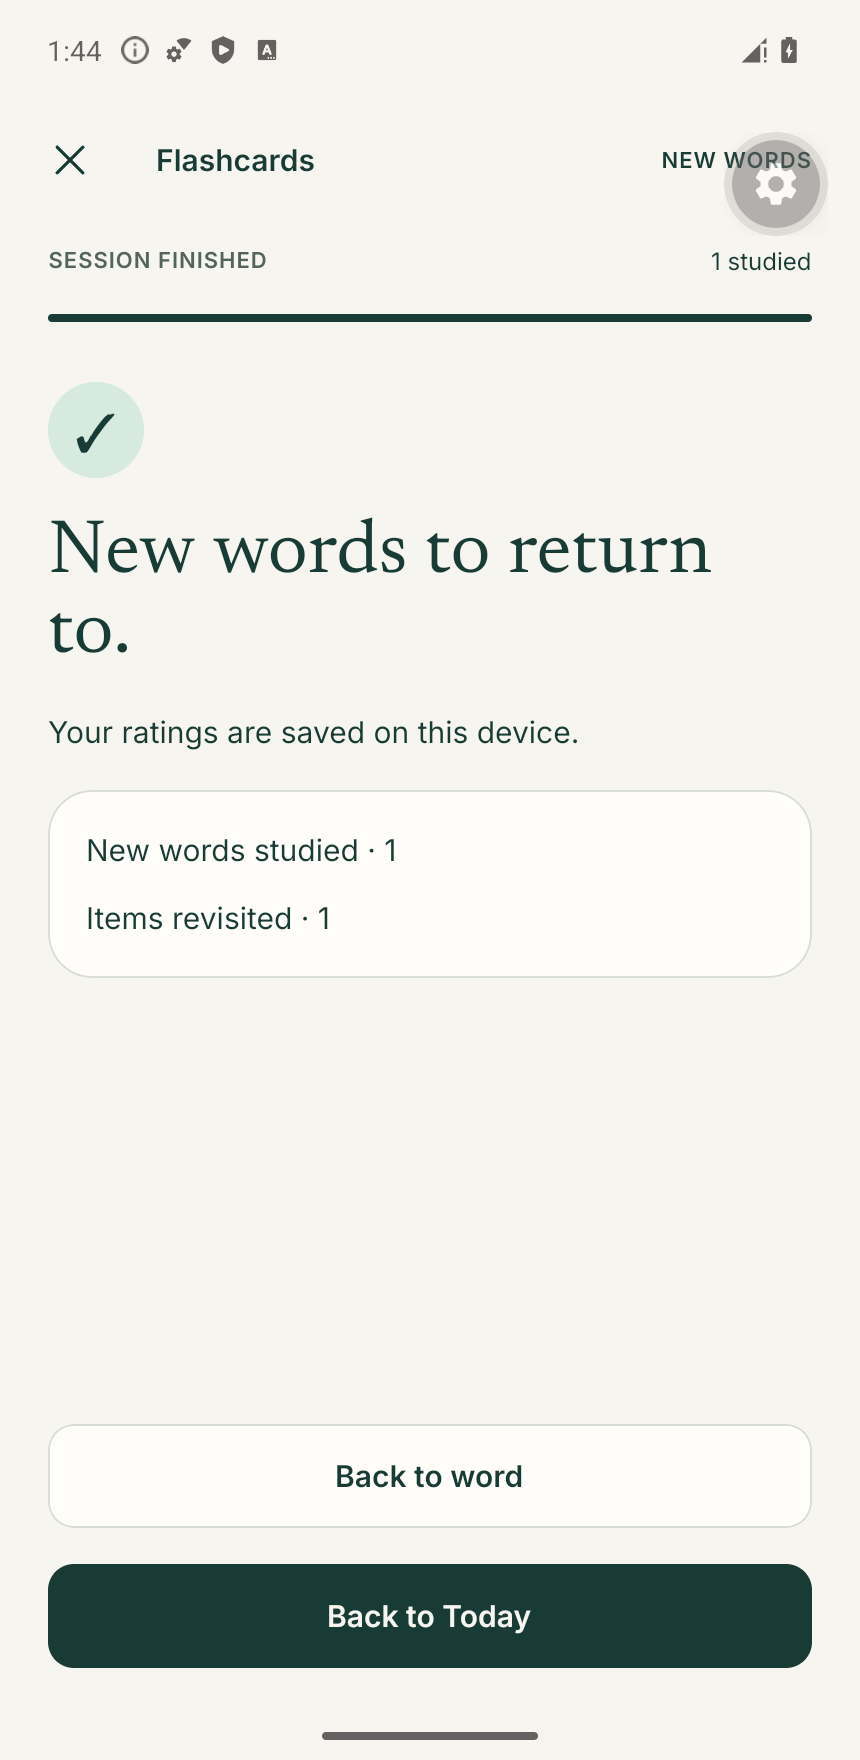 1:44
Flashcards
NEW WORDS
SESSION FINISHED
1 studied
New words to return
to.
Your ratings are saved on this device.
New words studied · 1
Items revisited · 1
Back to word
Back to Today